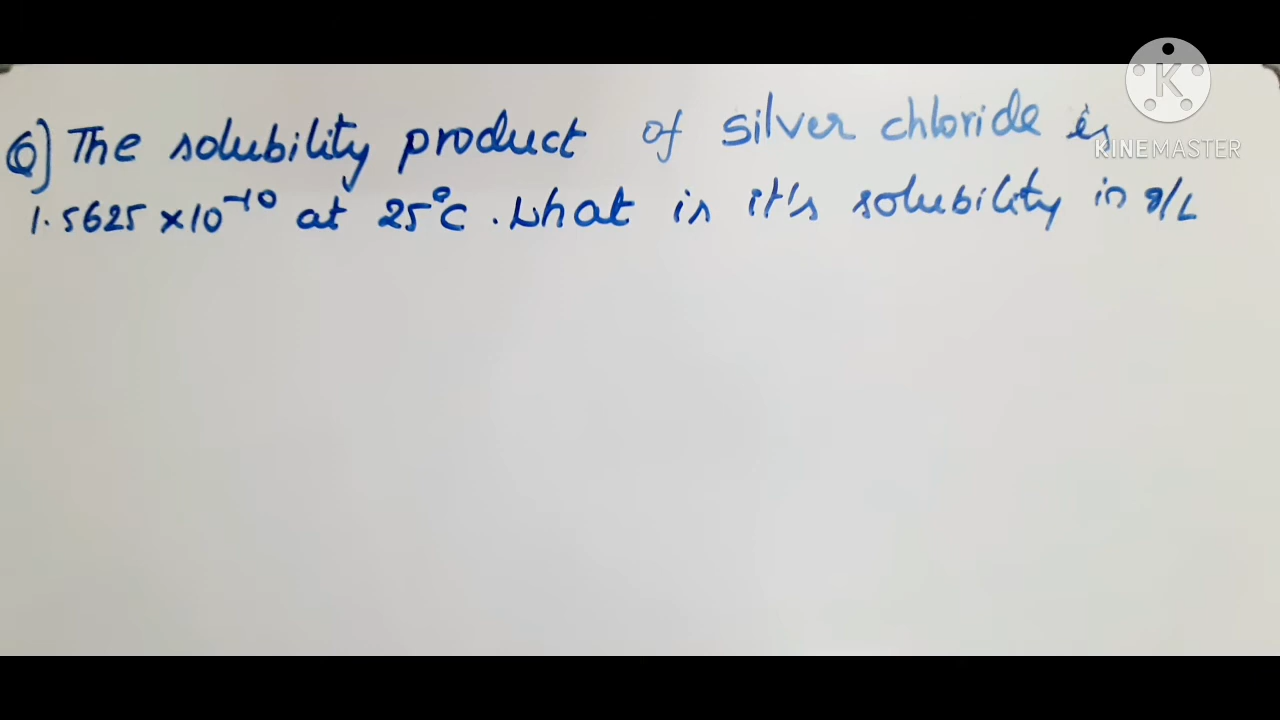 KINEMASTER
Q) The solubility product of silver chloride is
1.5625 × 10⁻¹⁰ at 25°C. What is it's solubility in g/L